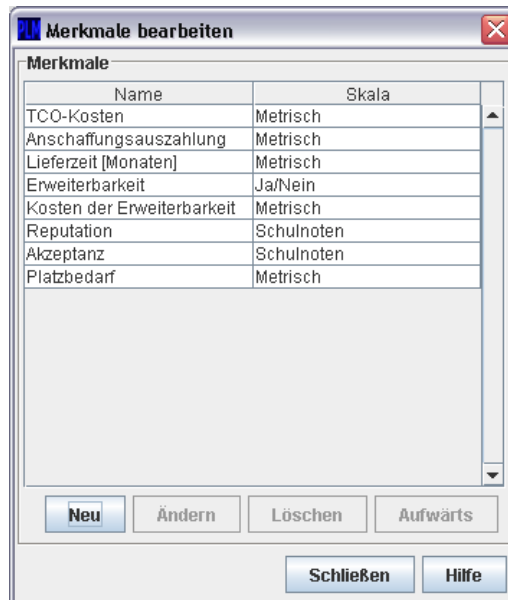 PLM Merkmale bearbeiten
Merkmale
Name Skala
TCO-Kosten Metrisch
Anschaffungsauszahlung Metrisch
Lieferzeit [Monaten] Metrisch
Erweiterbarkeit Ja/Nein
Kosten der Erweiterbarkeit Metrisch
Reputation Schulnoten
Akzeptanz Schulnoten
Platzbedarf Metrisch
Neu Ändern Löschen Aufwärts
Schließen Hilfe